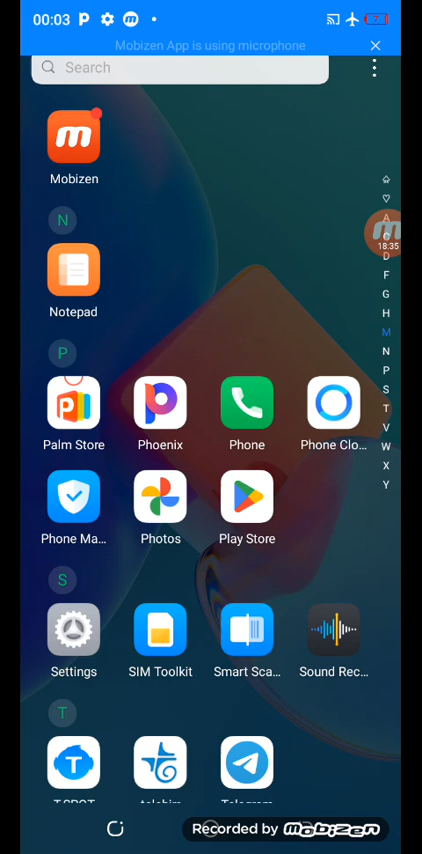 00:03
7
Mobizen App is using microphone
Search
Mobizen
N
Notepad
P
Palm Store
Phoenix
Phone
Phone Clo...
Phone Ma...
Photos
Play Store
S
Settings
SIM Toolkit
Smart Sca...
Sound Rec...
T
T
T.SPOT
Telegram
A
C
D
F
G
H
M
N
P
S
T
V
W
X
Y
18:35
Recorded by mobizen